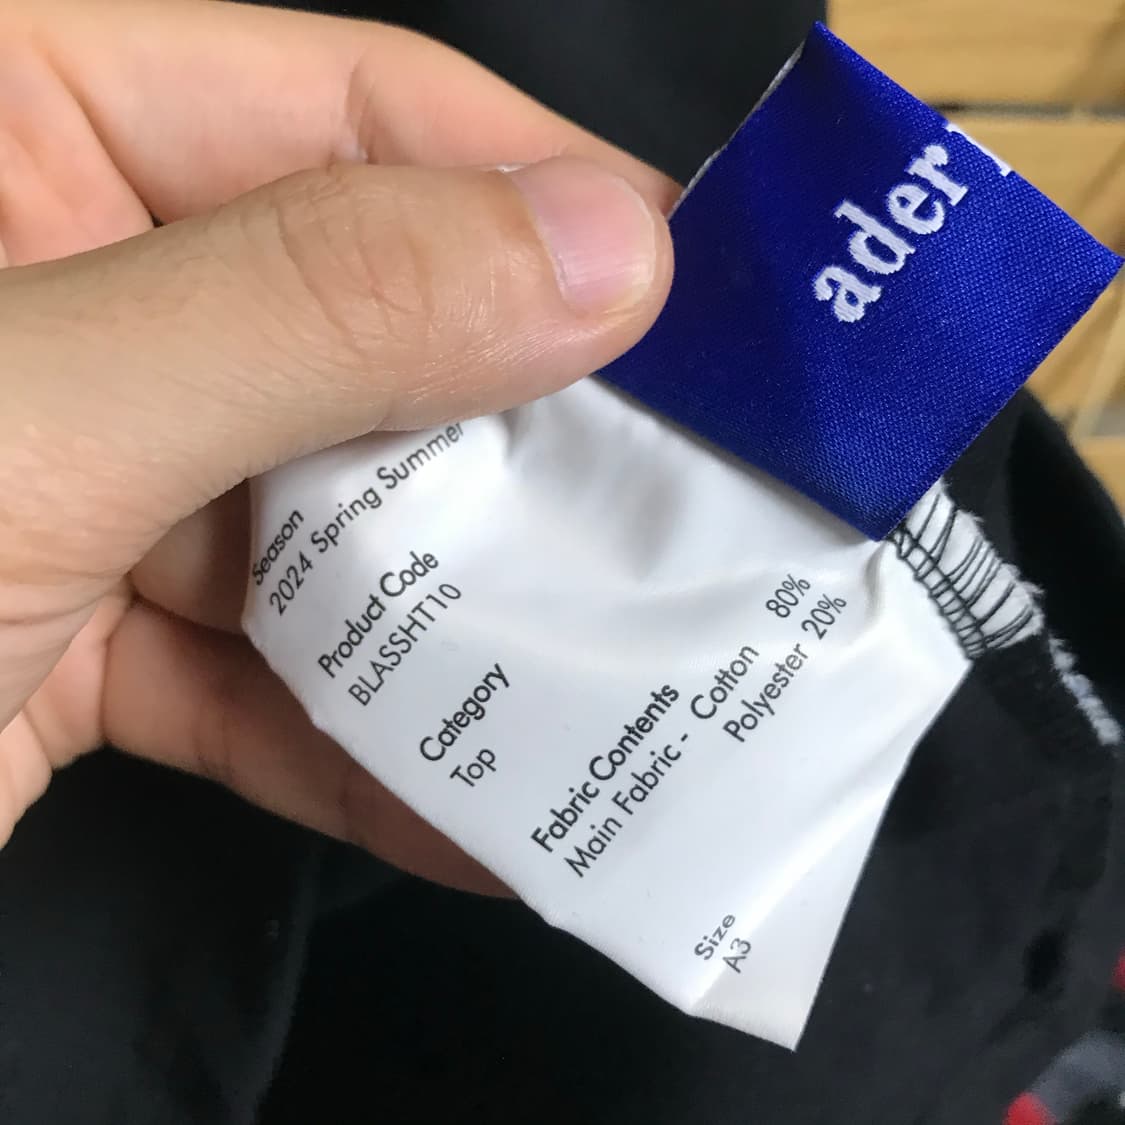 ader
Season
2024 Spring Summer
Product Code
BLASSHT10
Category
Top
Fabric Contents
Main Fabric - Cotton 80%
Polyester 20%
Size
A3